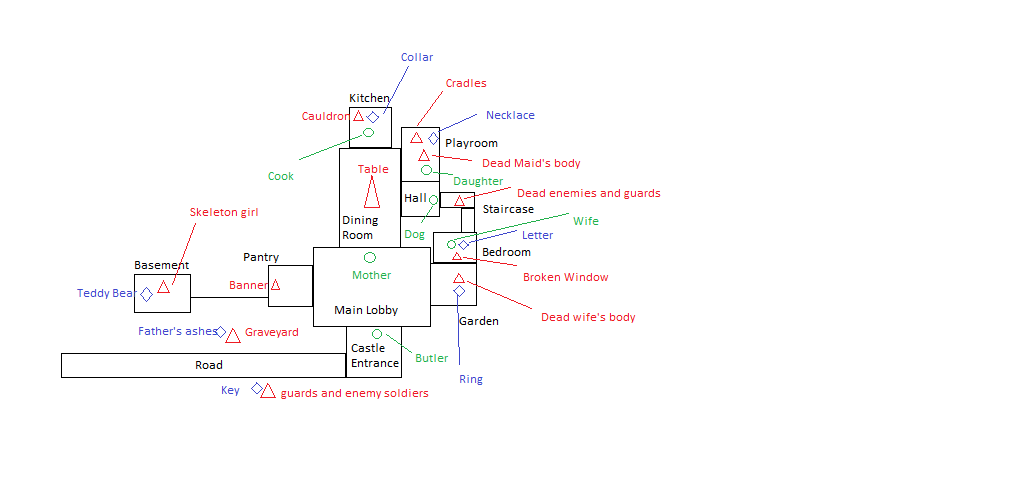 Collar
Cradles
Kitchen
Cauldron
Necklace
Playroom
Dead Maid's body
Table
Cook
Daughter
Dead enemies and guards
Hall
Staircase
Skeleton girl
Dining
Room
Dog
Wife
Letter
Bedroom
Pantry
Basement
Mother
Broken Window
Banner
Teddy Bear
Main Lobby
Garden
Dead wife's body
Father's ashes
Graveyard
Castle
Entrance
Butler
Road
Ring
Key
guards and enemy soldiers